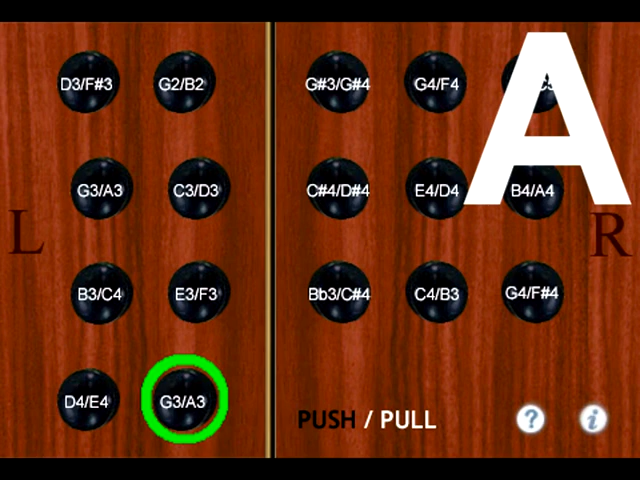 D3/F#3 G2/B2 G#3/G#4 G4/F4
A
G3/A3 C3/D3 C#4/D#4 E4/D4 B4/A4
L R
B3/C4 E3/F3 Bb3/C#4 C4/B3 G4/F#4
D4/E4 G3/A3
PUSH / PULL ? i